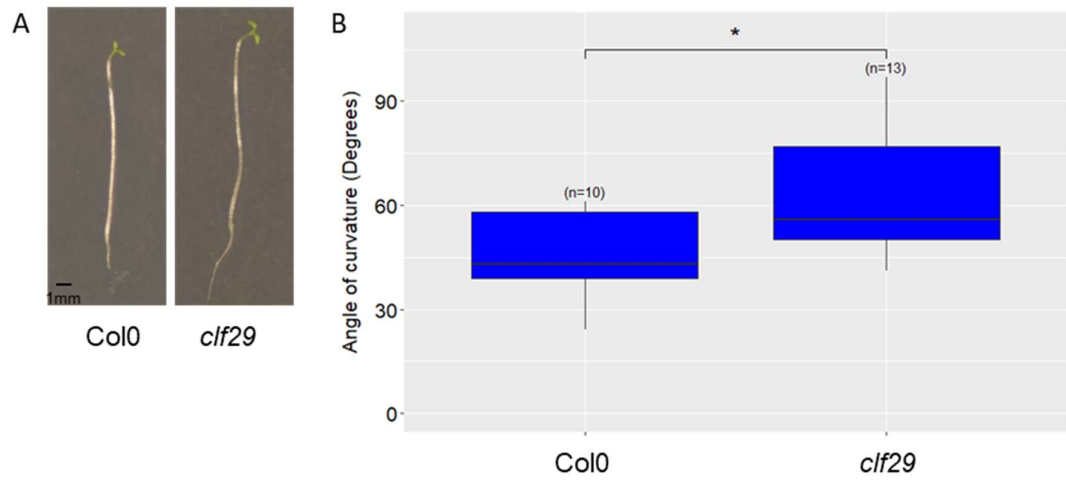 A
1mm
Col0 clf29
B
*
(n=13)
(n=10)
Angle of curvature (Degrees)
90
60
30
0
Col0 clf29